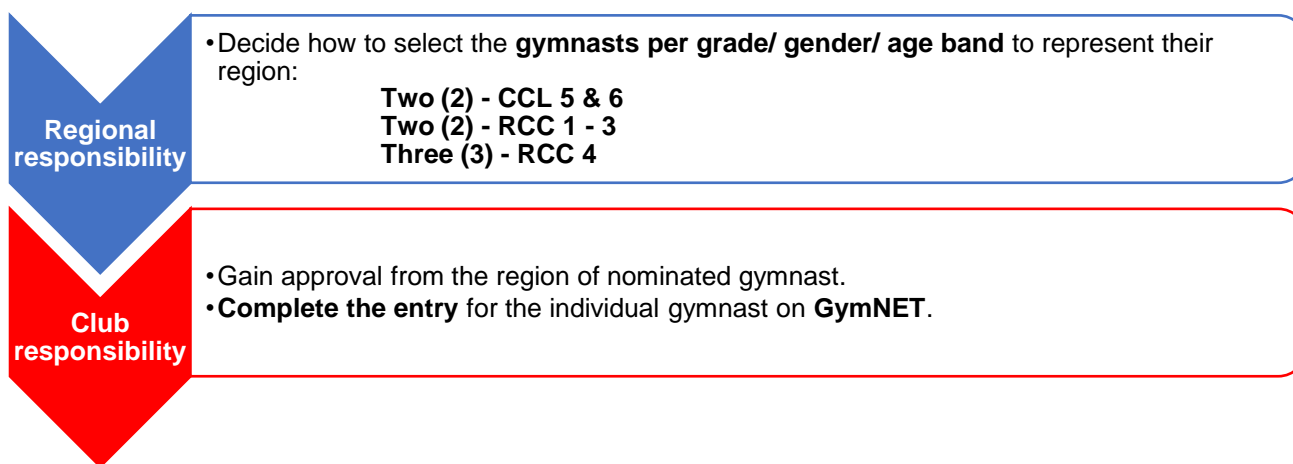 Regional
responsibility
•Decide how to select the gymnasts per grade/ gender/ age band to represent their
region:
Two (2) - CCL 5 & 6
Two (2) - RCC 1 - 3
Three (3) - RCC 4
Club
responsibility
•Gain approval from the region of nominated gymnast.
•Complete the entry for the individual gymnast on GymNET.